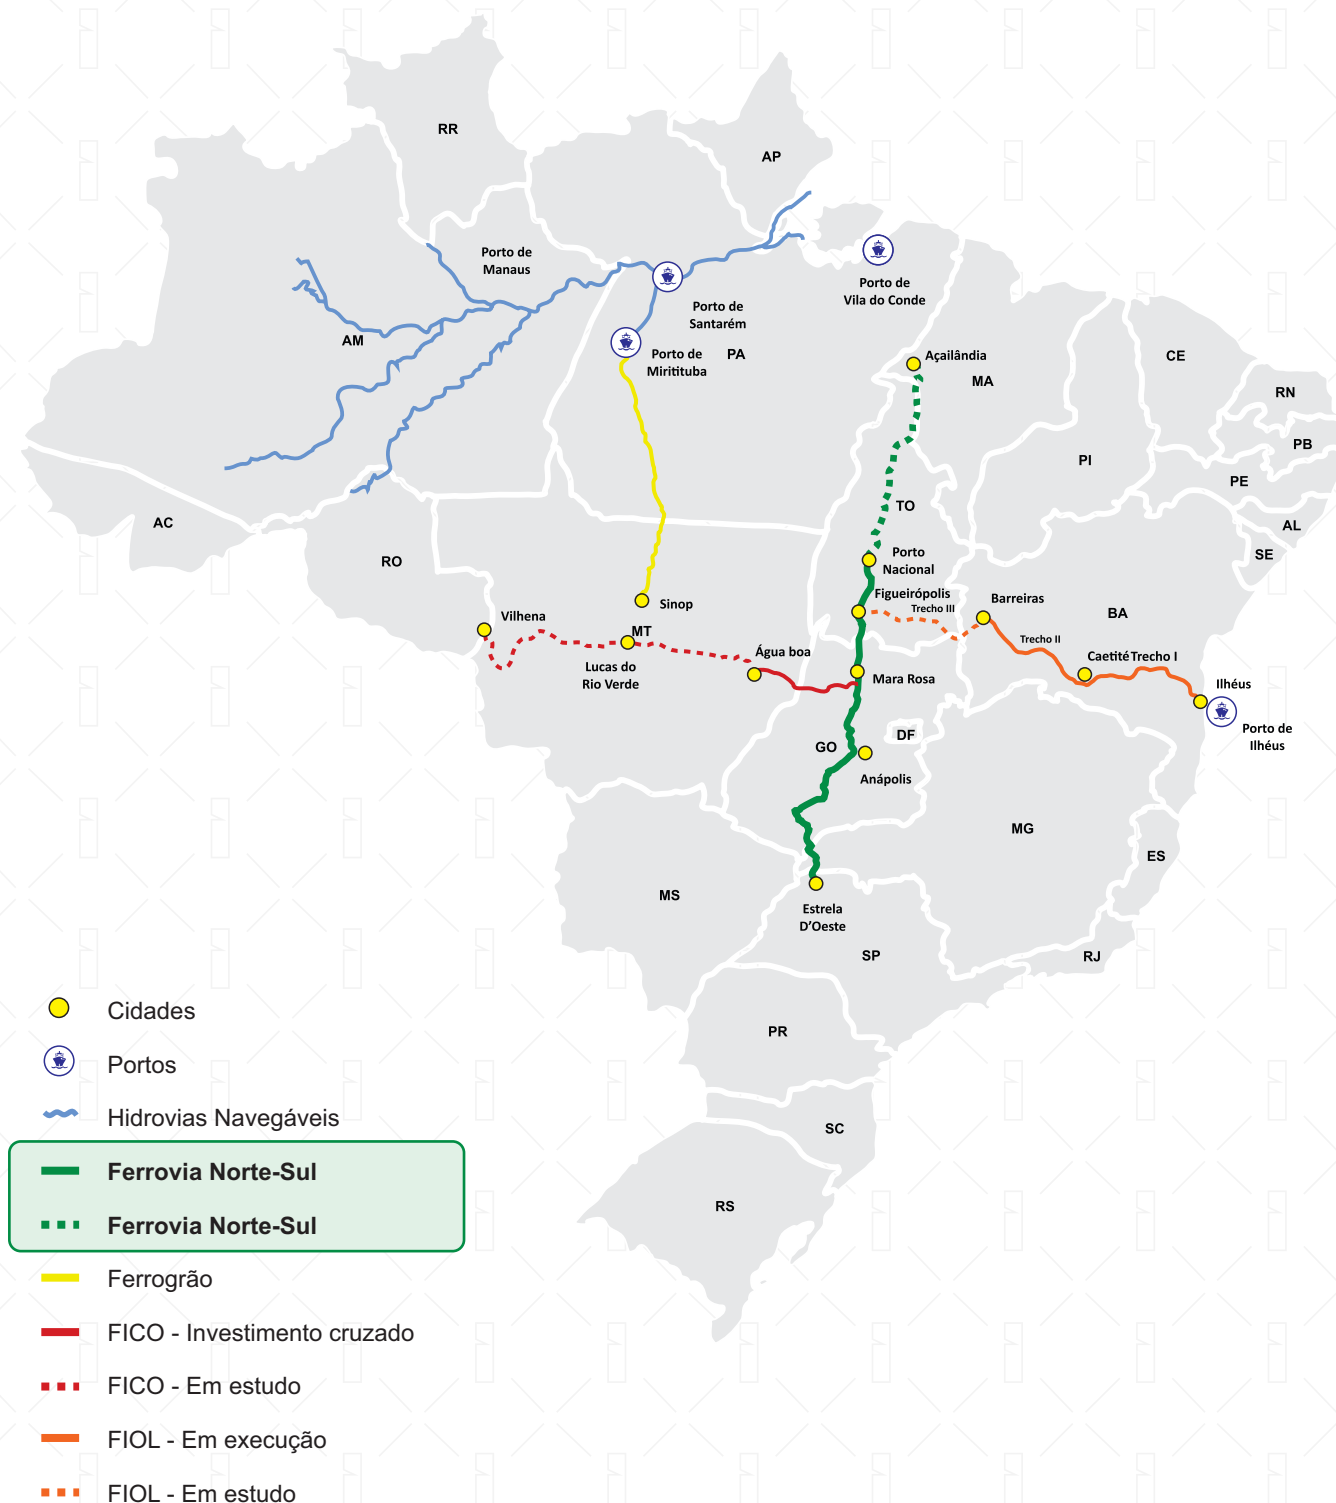 RR
AP
Porto de
Manaus
Porto de
Vila do Conde
Porto de
Santarém
AM
Porto de
Miritituba
PA
Açailândia
MA
CE
RN
PB
PI
PE
TO
AC
AL
SE
RO
Porto
Nacional
Sinop
Figueirópolis
Trecho III
Barreiras
BA
Vilhena
MT
Trecho II
Água boa
Caetité
Trecho I
Lucas do
Rio Verde
Mara Rosa
Ilhéus
Porto de
Ilhéus
DF
GO
Anápolis
MG
ES
MS
Estrela
D'Oeste
SP
RJ
PR
SC
RS
Cidades
Portos
Hidrovias Navegáveis
Ferrovia Norte-Sul
Ferrovia Norte-Sul
Ferrogrão
FICO - Investimento cruzado
FICO - Em estudo
FIOL - Em execução
FIOL - Em estudo